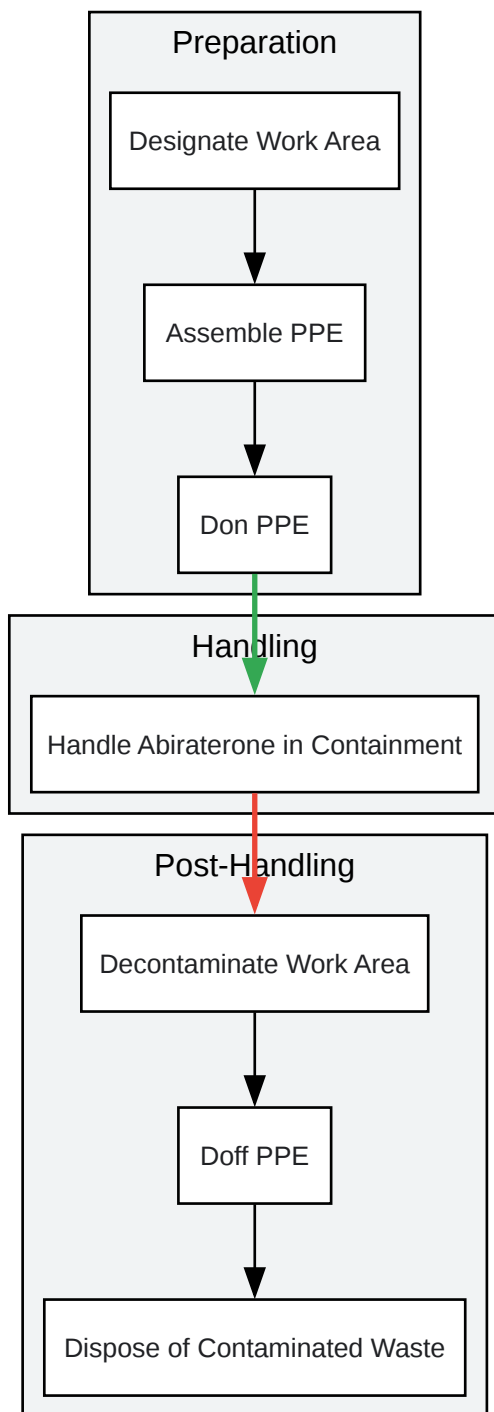 Preparation
Designate Work Area
Assemble PPE
Don PPE
Handling
Handle Abiraterone in Containment
Post-Handling
Decontaminate Work Area
Doff PPE
Dispose of Contaminated Waste